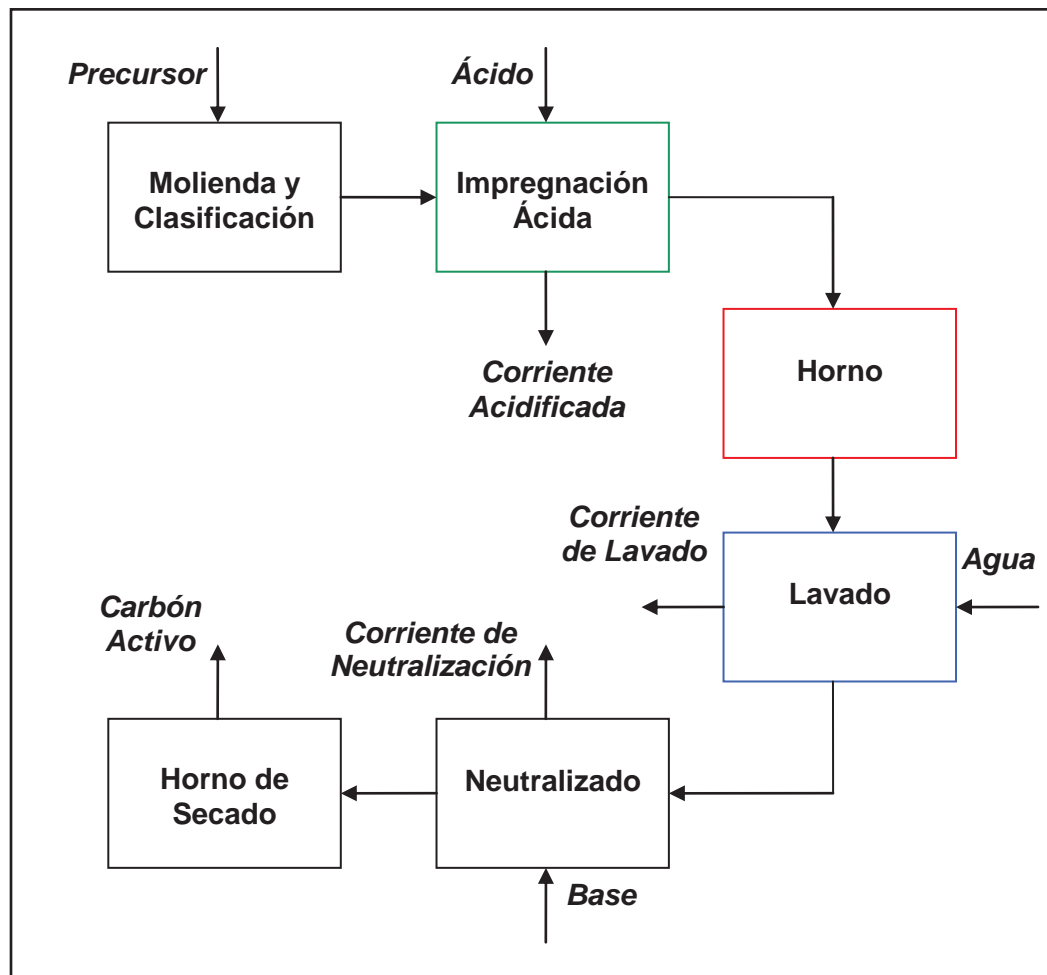 Precursor
Ácido
Molienda y
Clasificación
Impregnación
Ácida
Corriente
Acidificada
Horno
Corriente
de Lavado
Agua
Lavado
Carbón
Activo
Corriente de
Neutralización
Horno de
Secado
Neutralizado
Base